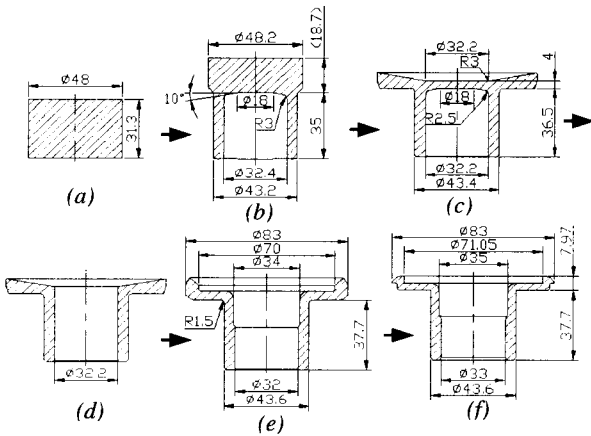 ø48
31.3
(a)
ø48.2
(18.7)
10°
ø18
R3
35
ø32.4
ø43.2
(b)
ø32.2
R3
4
ø18
R2.5
36.5
ø32.2
ø43.4
(c)
ø32.2
(d)
ø83
ø70
ø34
R1.5
37.7
ø32
ø43.6
(e)
ø83
ø71.05
ø35
7.97
37.7
ø33
ø43.6
(f)